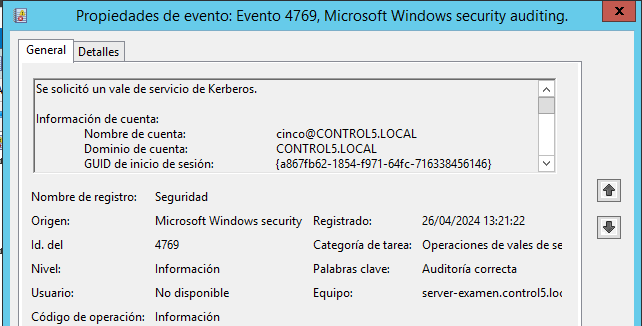 Propiedades de evento: Evento 4769, Microsoft Windows security auditing.
x
General Detalles
Se solicitó un vale de servicio de Kerberos.
Información de cuenta:
Nombre de cuenta: cinco@CONTROL5.LOCAL
Dominio de cuenta: CONTROL5.LOCAL
GUID de inicio de sesión: {a867fb62-1854-f971-64fc-716338456146}
Nombre de registro: Seguridad
Origen: Microsoft Windows security Registrado: 26/04/2024 13:21:22
Id. del 4769 Categoría de tarea: Operaciones de vales de se
Nivel: Información Palabras clave: Auditoría correcta
Usuario: No disponible Equipo: server-examen.control5.loc
Código de operación: Información